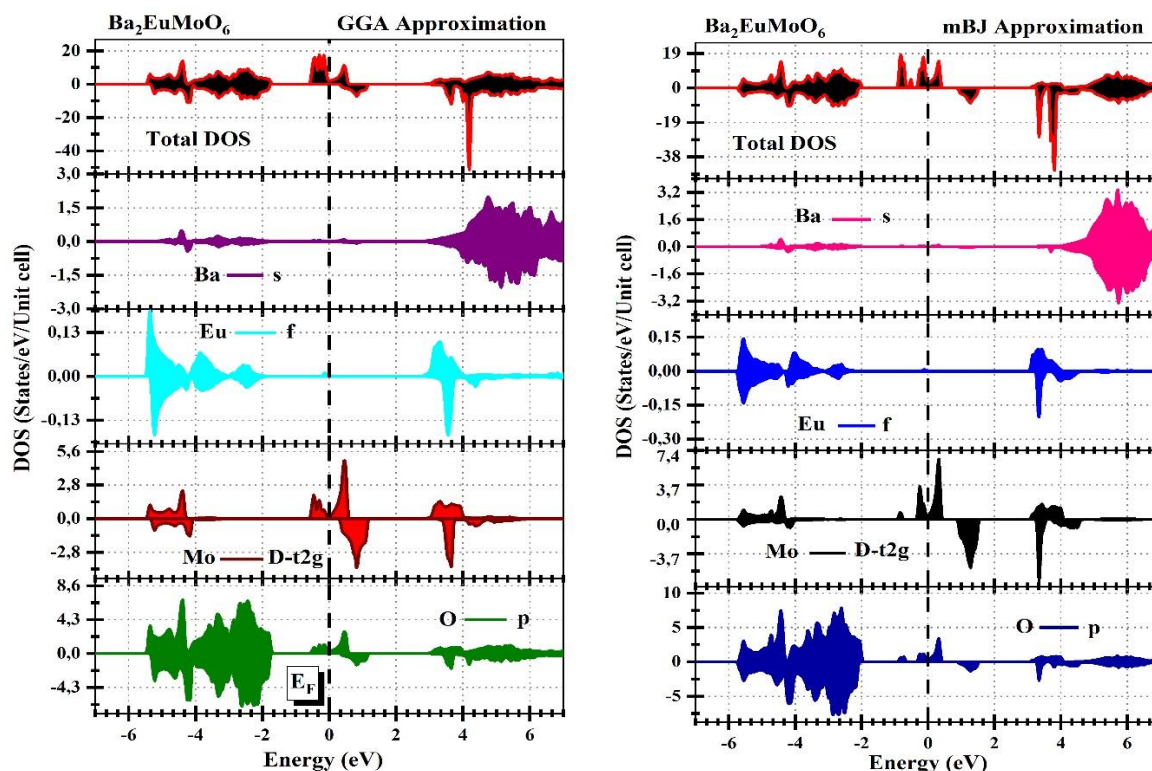 Ba₂EuMoO₆ GGA Approximation
20
0
-20
-40
Total DOS
3,0
1,5
0,0
-1,5
-3,0
Ba s
0,13
0,00
-0,13
Eu f
5,6
2,8
0,0
-2,8
Mo D-t2g
8,6
4,3
0,0
-4,3
O p
E_F
-6 -4 -2 0 2 4 6
Energy (eV)
DOS (States/eV/Unit cell)
Ba₂EuMoO₆ mBJ Approximation
19
0
-19
-38
Total DOS
3,2
1,6
0,0
-1,6
-3,2
Ba s
0,15
0,00
-0,15
-0,30
Eu f
7,4
3,7
0,0
-3,7
Mo D-t2g
10
5
0
-5
O p
-6 -4 -2 0 2 4 6
Energy (eV)
DOS (States/eV/Unit cell)